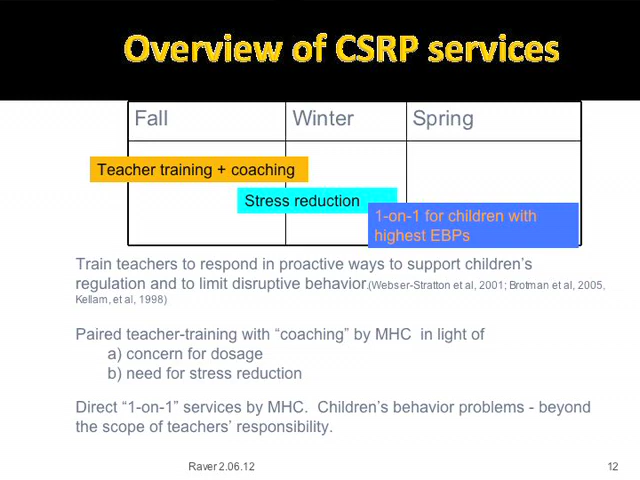 Overview of CSRP services
Fall Winter Spring
Teacher training + coaching
Stress reduction
1-on-1 for children with
highest EBPs
Train teachers to respond in proactive ways to support children's
regulation and to limit disruptive behavior.(Webser-Stratton et al, 2001; Brotman et al, 2005,
Kellam, et al, 1998)
Paired teacher-training with “coaching” by MHC in light of
a) concern for dosage
b) need for stress reduction
Direct “1-on-1” services by MHC. Children's behavior problems - beyond
the scope of teachers' responsibility.
Raver 2.06.12 12